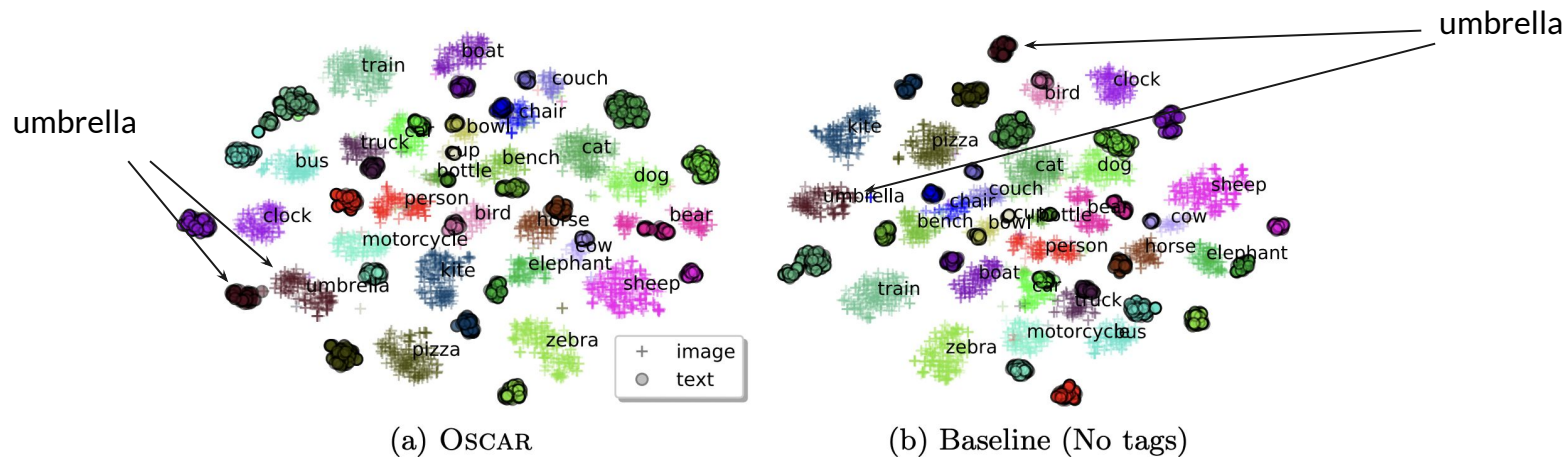 umbrella
train
boat
couch
chair
car
bowl
truck
cup
bus
bench
cat
bottle
dog
person
clock
bird
horse
bear
motorcycle
cow
kite
elephant
umbrella
sheep
pizza
zebra
image
text
(a) OSCAR
umbrella
clock
bird
kite
pizza
cat
dog
umbrella
couch
chair
sheep
bench
bowl
cup
bottle
bear
cow
person
horse
elephant
boat
train
car
truck
zebra
motorcycle
bus
(b) Baseline (No tags)